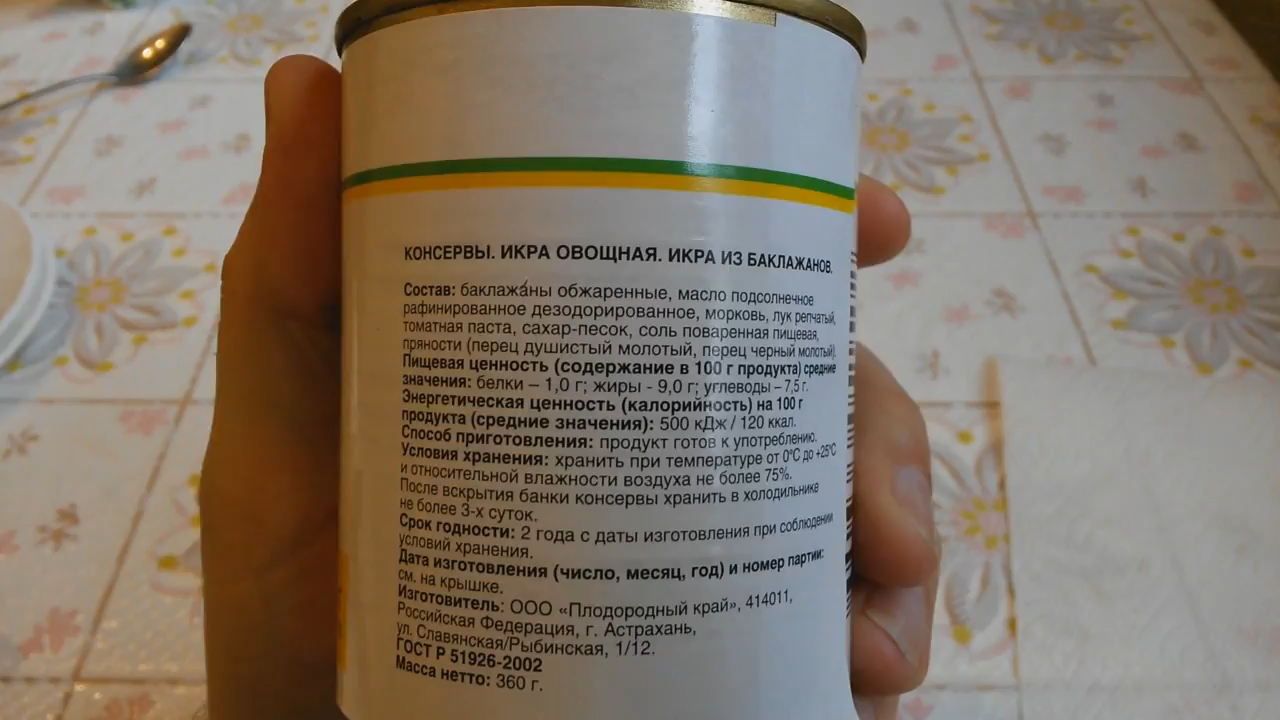 КОНСЕРВЫ. ИКРА ОВОЩНАЯ. ИКРА ИЗ БАКЛАЖАНОВ.
Состав: баклажа́ны обжаренные, масло подсолнечное
рафинированное дезодорированное, морковь, лук репчатый,
томатная паста, сахар-песок, соль поваренная пищевая,
пряности (перец душистый молотый, перец черный молотый).
Пищевая ценность (содержание в 100 г продукта) средние
значения: белки – 1,0 г; жиры - 9,0 г; углеводы – 7,5 г.
Энергетическая ценность (калорийность) на 100 г
продукта (средние значения): 500 кДж / 120 ккал.
Способ приготовления: продукт готов к употреблению.
Условия хранения: хранить при температуре от 0°С до +25°С
и относительной влажности воздуха не более 75%.
После вскрытия банки консервы хранить в холодильнике
не более 3-х суток.
Срок годности: 2 года с даты изготовления при соблюдении
условий хранения.
Дата изготовления (число, месяц, год) и номер партии:
см. на крышке.
Изготовитель: ООО «Плодородный край», 414011,
Российская Федерация, г. Астрахань,
ул. Славянская/Рыбинская, 1/12.
ГОСТ Р 51926-2002
Масса нетто: 360 г.